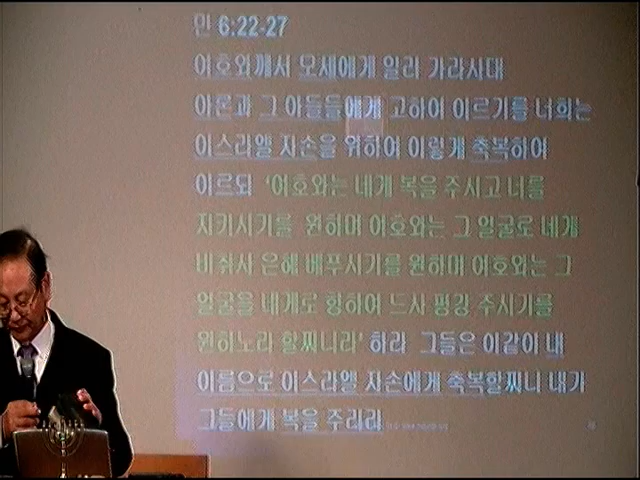 민 6:22-27
여호와께서 모세에게 일러 가라사대
아론과 그 아들들에게 고하여 이르기를 너희는
이스라엘 자손을 위하여 이렇게 축복하여
이르되 '여호와는 네게 복을 주시고 너를
지키시기를 원하며 여호와는 그 얼굴로 네게
비취사 은혜 베푸시기를 원하며 여호와는 그
얼굴을 네게로 향하여 드사 평강 주시기를
원하노라 할찌니라' 하라 그들은 이같이 내
이름으로 이스라엘 자손에게 축복할찌니 내가
그들에게 복을 주리라